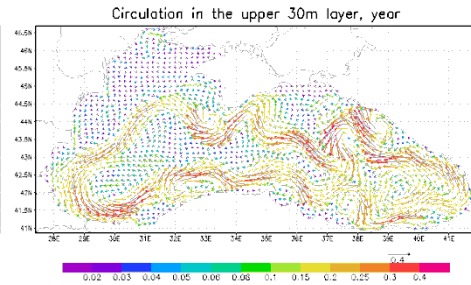 Circulation in the upper 30m layer, year
46.5N
46N
45.5N
45N
44.5N
44N
43.5N
43N
42.5N
42N
41.5N
41N
28E 29E 30E 31E 32E 33E 34E 35E 36E 37E 38E 39E 40E 41E
0.4
0.02 0.03 0.04 0.05 0.06 0.08 0.1 0.15 0.2 0.25 0.3 0.4